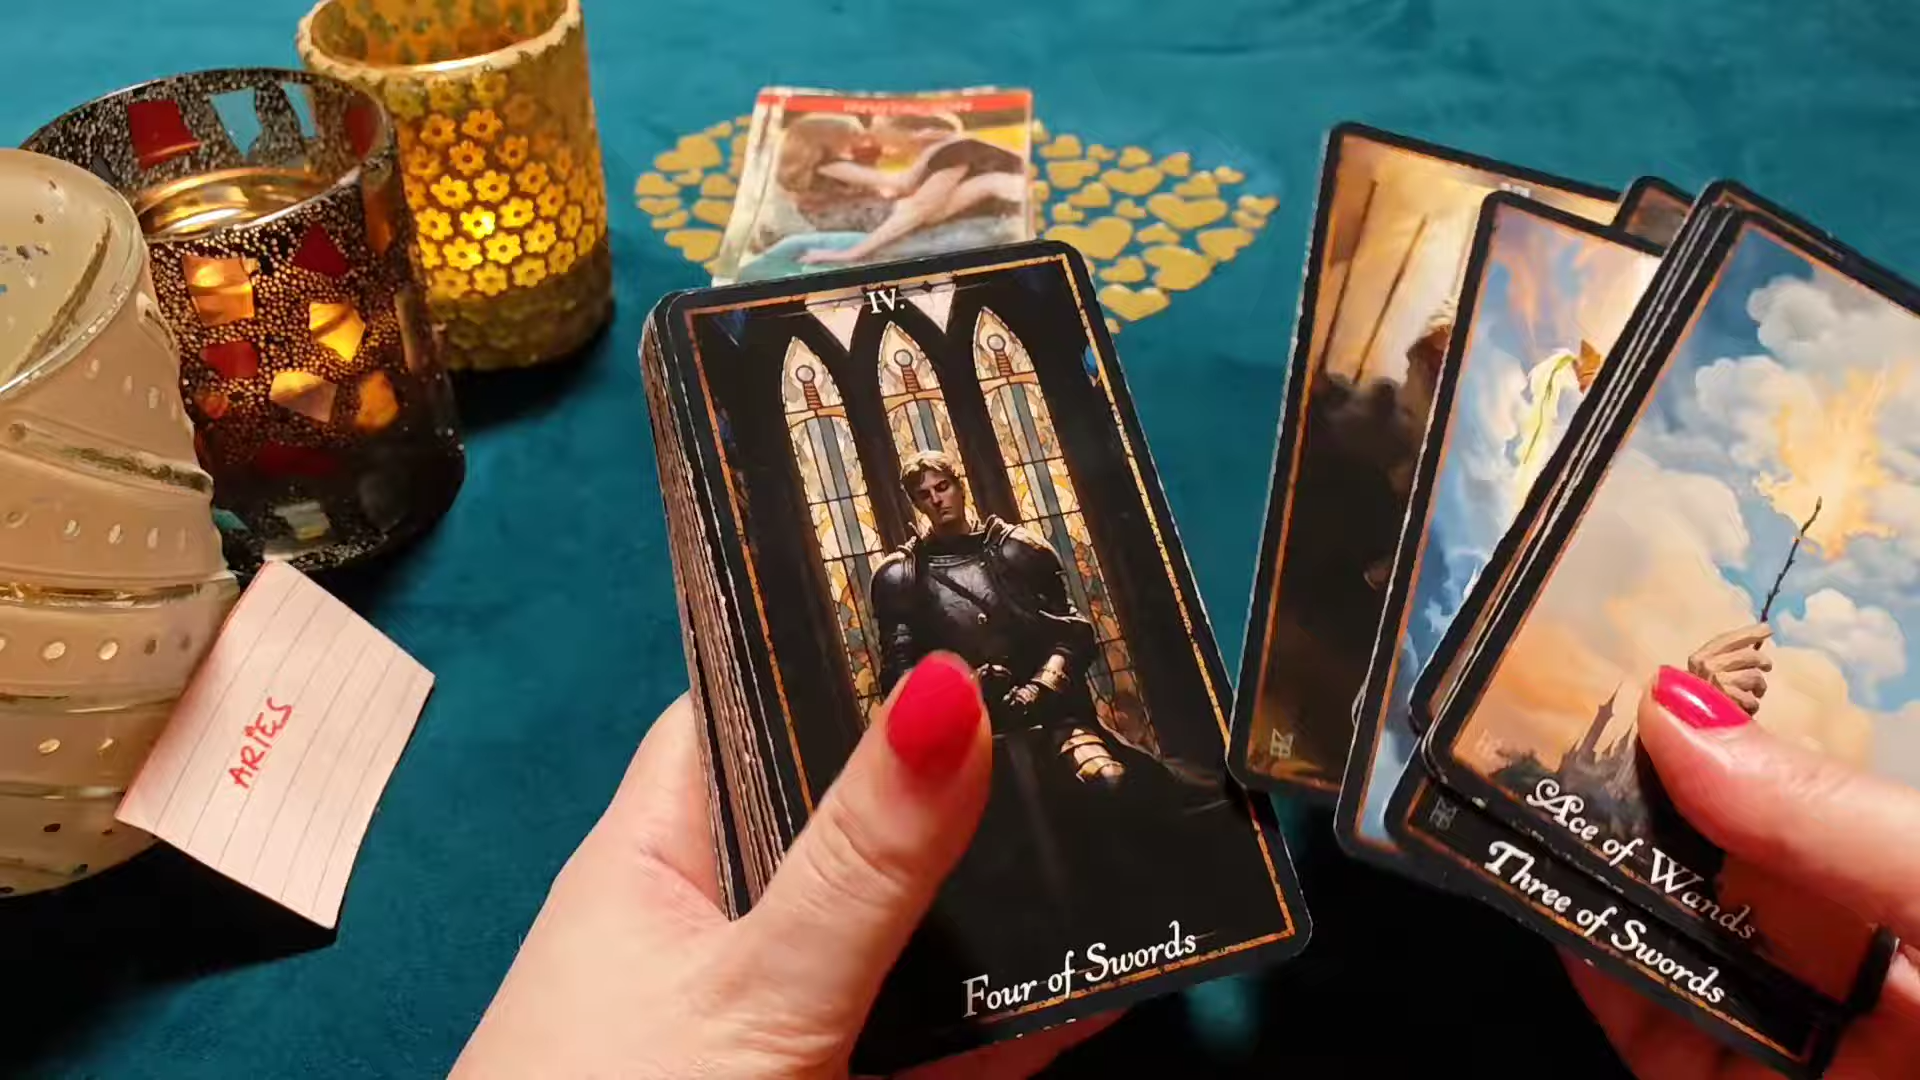 IV.
Four of Swords
Ace of Wands
Three of Swords
ARIES